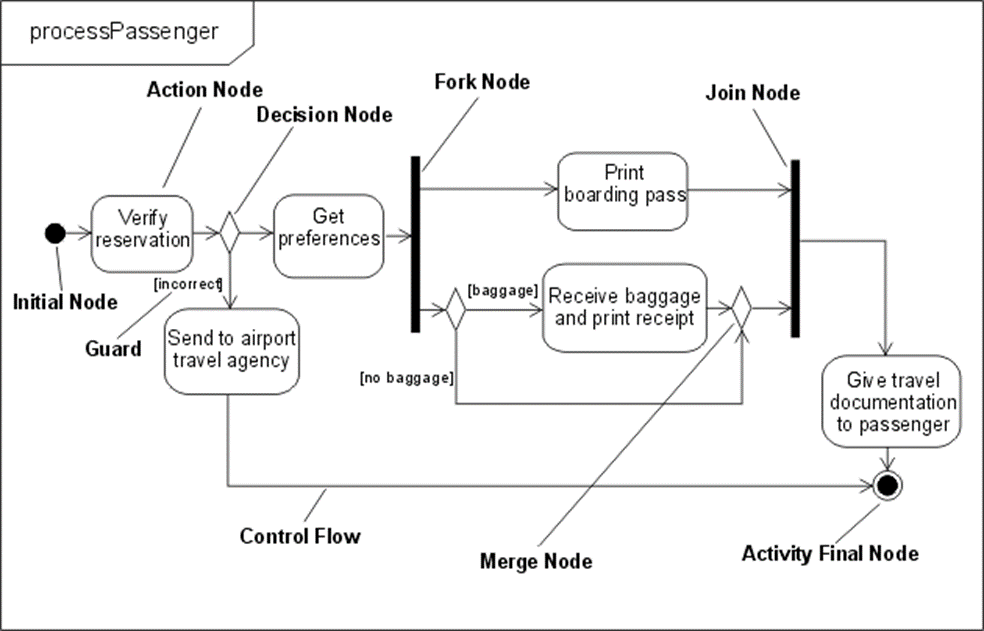 processPassenger
Action Node
Decision Node
Fork Node
Join Node
Verify
reservation
Get
preferences
Print
boarding pass
[incorrect]
Initial Node
Guard
Send to airport
travel agency
[baggage]
Receive baggage
and print receipt
[no baggage]
Give travel
documentation
to passenger
Control Flow
Merge Node
Activity Final Node